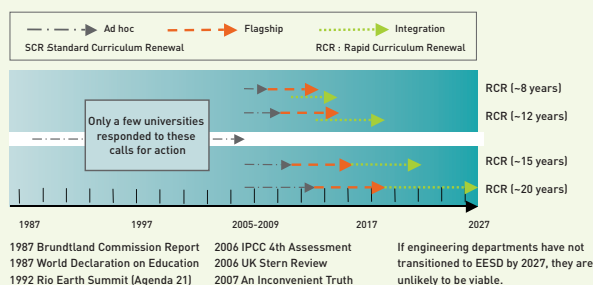 Ad hoc
Flagship
Integration
SCR :Standard Curriculum Renewal
RCR : Rapid Curriculum Renewal
Only a few universities
responded to these
calls for action
RCR (~8 years)
RCR (~12 years)
RCR (~15 years)
RCR (~20 years)
1987
1997
2005-2009
2017
2027
1987 Brundtland Commission Report
1987 World Declaration on Education
1992 Rio Earth Summit (Agenda 21)
2006 IPCC 4th Assessment
2006 UK Stern Review
2007 An Inconvenient Truth
If engineering departments have not
transitioned to EESD by 2027, they are
unlikely to be viable.